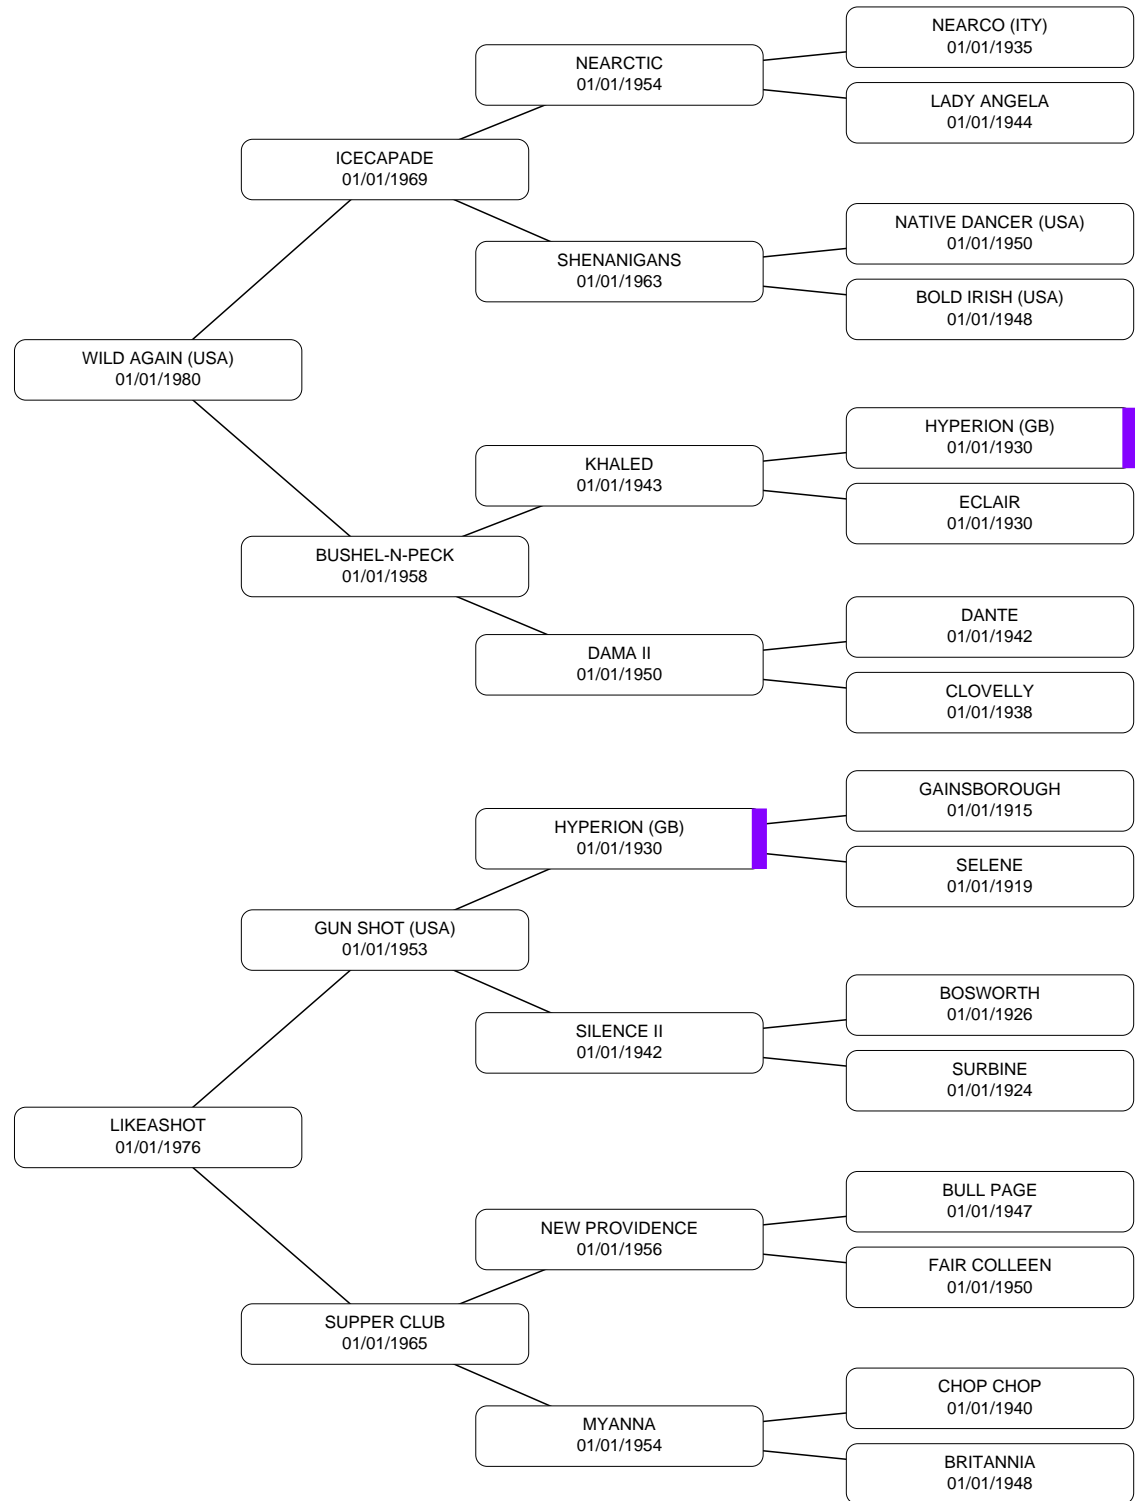 NEARCO (ITY)
01/01/1935
NEARCTIC
01/01/1954
LADY ANGELA
01/01/1944
ICECAPADE
01/01/1969
NATIVE DANCER (USA)
01/01/1950
SHENANIGANS
01/01/1963
BOLD IRISH (USA)
01/01/1948
WILD AGAIN (USA)
01/01/1980
HYPERION (GB)
01/01/1930
KHALED
01/01/1943
ECLAIR
01/01/1930
BUSHEL-N-PECK
01/01/1958
DANTE
01/01/1942
DAMA II
01/01/1950
CLOVELLY
01/01/1938
GAINSBOROUGH
01/01/1915
HYPERION (GB)
01/01/1930
SELENE
01/01/1919
GUN SHOT (USA)
01/01/1953
BOSWORTH
01/01/1926
SILENCE II
01/01/1942
SURBINE
01/01/1924
LIKEASHOT
01/01/1976
BULL PAGE
01/01/1947
NEW PROVIDENCE
01/01/1956
FAIR COLLEEN
01/01/1950
SUPPER CLUB
01/01/1965
CHOP CHOP
01/01/1940
MYANNA
01/01/1954
BRITANNIA
01/01/1948